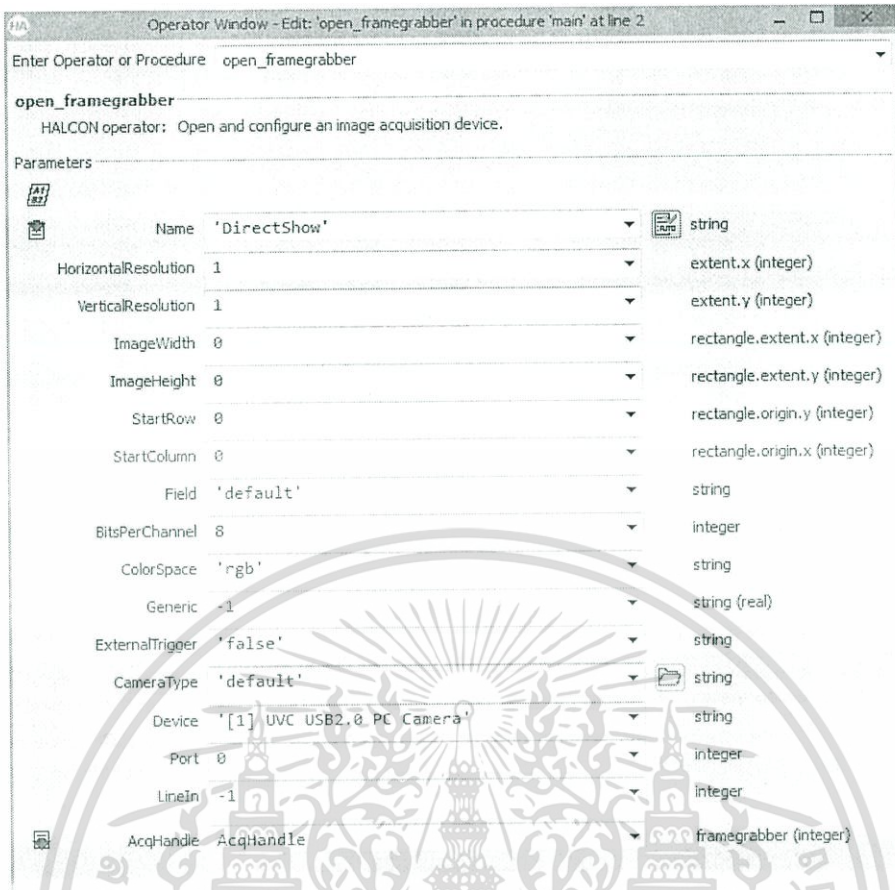 HA Operator Window - Edit: 'open_framegrabber' in procedure 'main' at line 2
Enter Operator or Procedure open_framegrabber
open_framegrabber
HALCON operator: Open and configure an image acquisition device.
Parameters
Name 'DirectShow' string
HorizontalResolution 1 extent.x (integer)
VerticalResolution 1 extent.y (integer)
ImageWidth 0 rectangle.extent.x (integer)
ImageHeight 0 rectangle.extent.y (integer)
StartRow 0 rectangle.origin.y (integer)
StartColumn 0 rectangle.origin.x (integer)
Field 'default' string
BitsPerChannel 8 integer
ColorSpace 'rgb' string
Generic -1 string (real)
ExternalTrigger 'false' string
CameraType 'default' string
Device '[1] UVC USB2.0 PC Camera' string
Port 0 integer
LineIn -1 integer
AcqHandle AcqHandle framegrabber (integer)